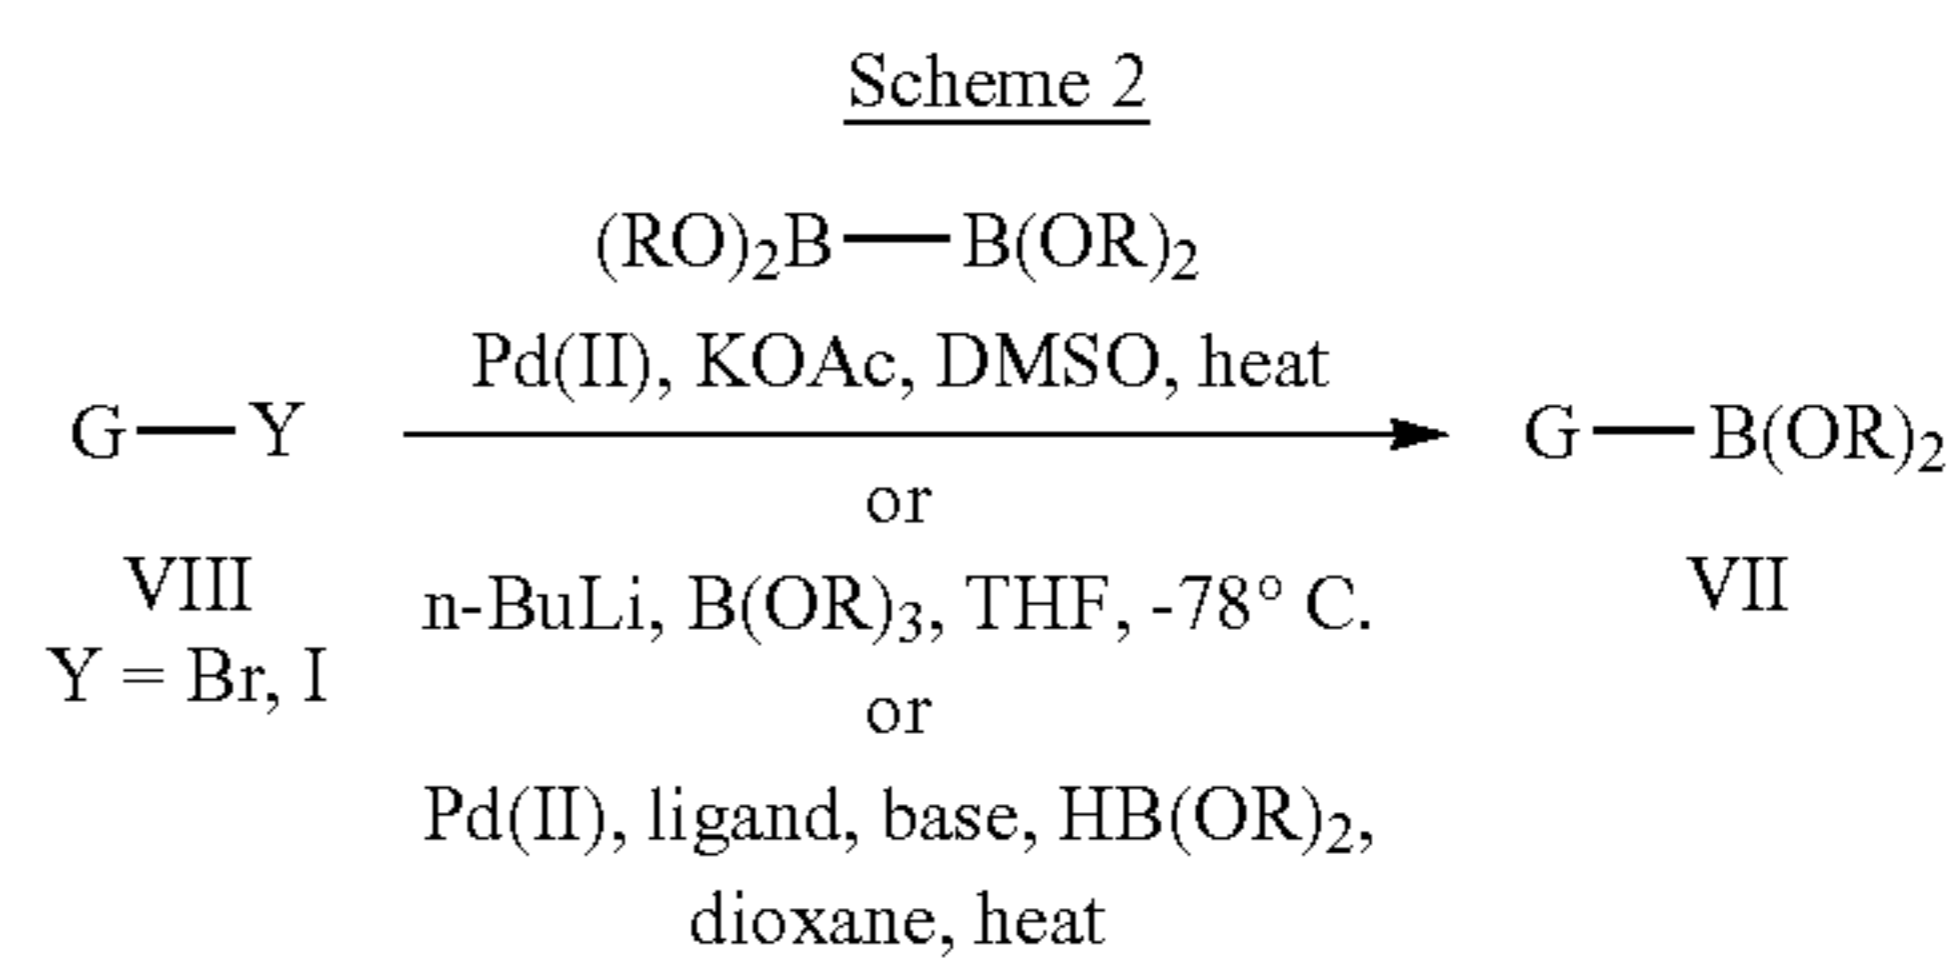 Scheme 2
(RO)₂B—B(OR)₂
Pd(II), KOAc, DMSO, heat
G—Y
G—B(OR)₂
or
VIII
VII
n-BuLi, B(OR)₃, THF, -78° C.
Y = Br, I
or
Pd(II), ligand, base, HB(OR)₂,
dioxane, heat